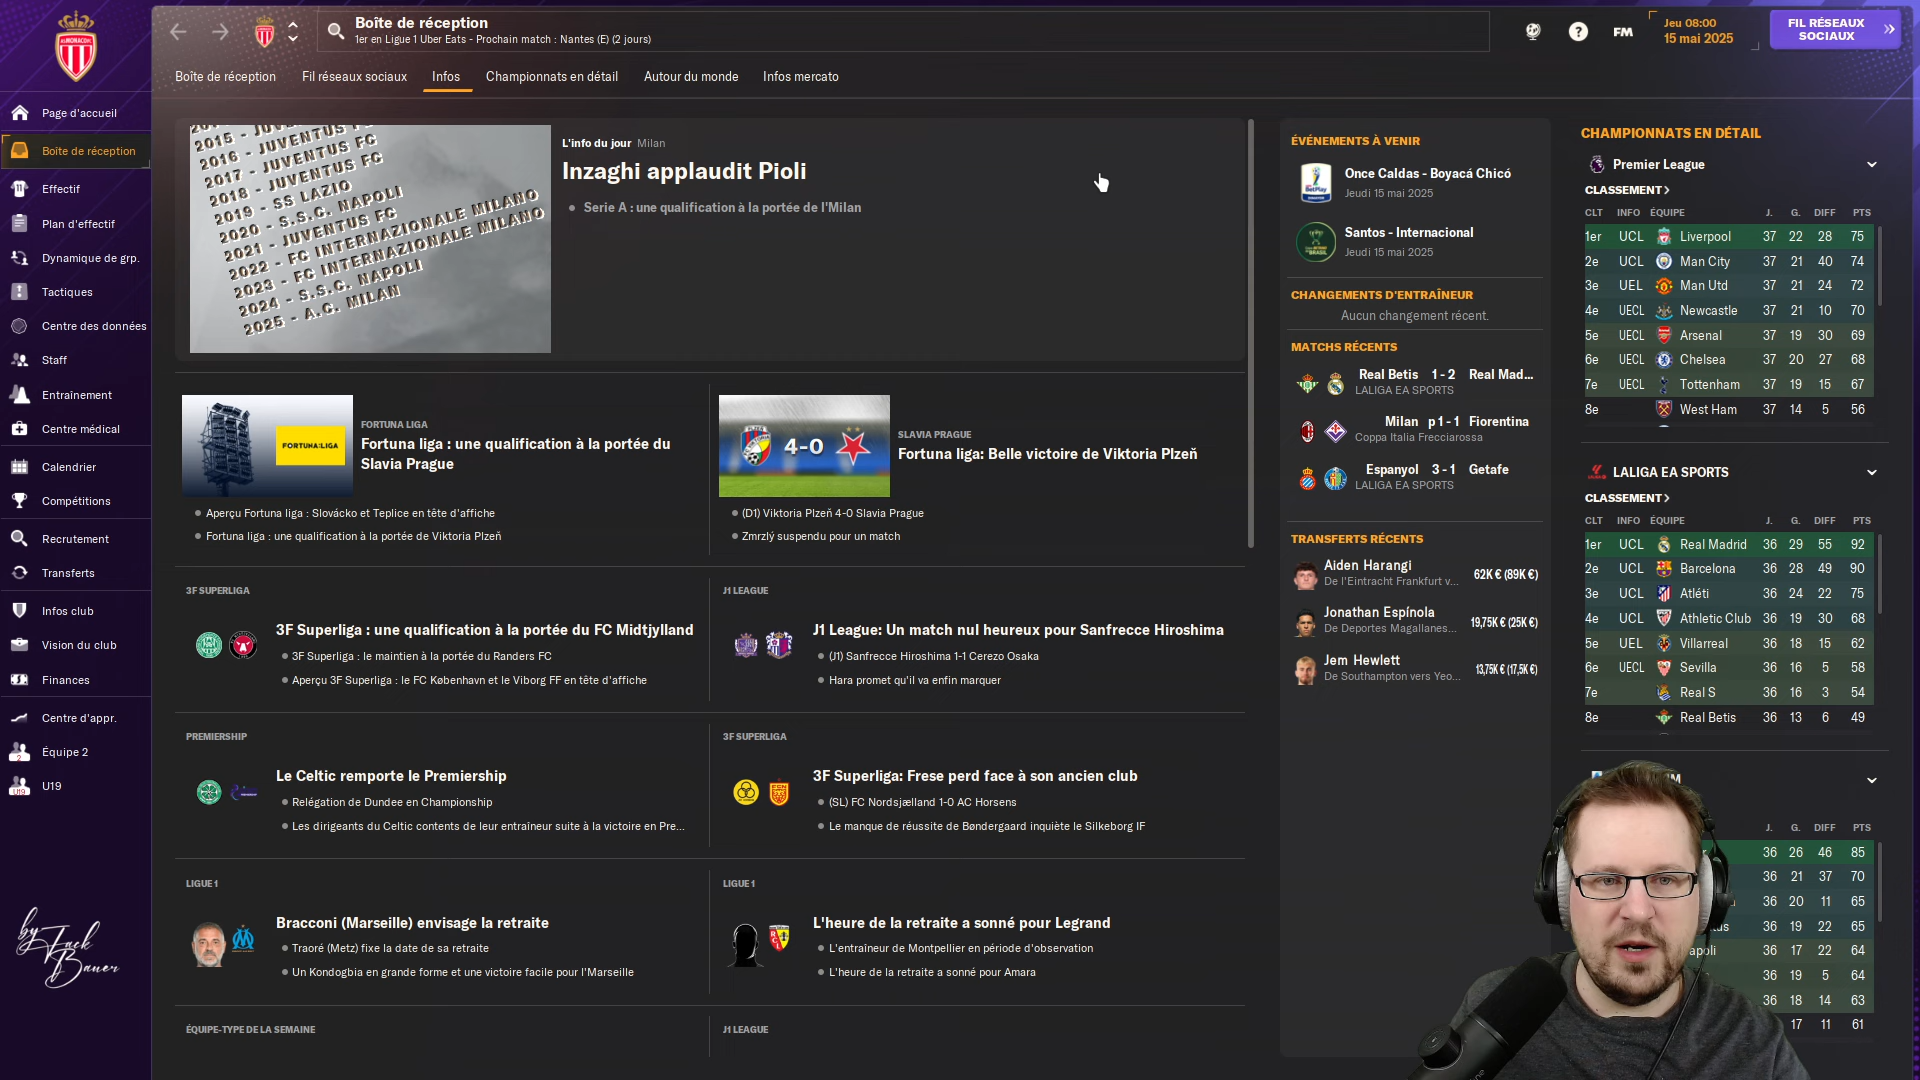 Boîte de réception
1er en Ligue 1 Uber Eats - Prochain match : Nantes (E) (2 jours)
FM
Jeu 08:00
15 mai 2025
FIL RÉSEAUX
SOCIAUX
Boîte de réception
Fil réseaux sociaux
Infos
Championnats en détail
Autour du monde
Infos mercato
Page d'accueil
Boîte de réception
Effectif
Plan d'effectif
Dynamique de grp.
Tactiques
Centre des données
Staff
Entraînement
Centre médical
Calendrier
Compétitions
Recrutement
Transferts
Infos club
Vision du club
Finances
Centre d'appr.
Équipe 2
U19
by Jack
Bauer
2016 - JUVENTUS FC
2017 - JUVENTUS FC
2018 - JUVENTUS FC
2019 - SS LAZIO
2020 - S.S.C. NAPOLI
2021 - JUVENTUS FC
2022 - FC INTERNAZIONALE MILANO
2023 - FC INTERNAZIONALE MILANO
2024 - S.S.C. NAPOLI
2025 - A.C. MILAN
L'info du jour Milan
Inzaghi applaudit Pioli
Serie A : une qualification à la portée de l'Milan
FORTUNA:LIGA
FORTUNA LIGA
Fortuna liga : une qualification à la portée du
Slavia Prague
Aperçu Fortuna liga : Slovácko et Teplice en tête d'affiche
Fortuna liga : une qualification à la portée de Viktoria Plzeň
4-0
SLAVIA PRAGUE
Fortuna liga: Belle victoire de Viktoria Plzeň
(D1) Viktoria Plzeň 4-0 Slavia Prague
Zmrzlý suspendu pour un match
3F SUPERLIGA
3F Superliga : une qualification à la portée du FC Midtjylland
3F Superliga : le maintien à la portée du Randers FC
Aperçu 3F Superliga : le FC København et le Viborg FF en tête d'affiche
J1 LEAGUE
J1 League: Un match nul heureux pour Sanfrecce Hiroshima
(J1) Sanfrecce Hiroshima 1-1 Cerezo Osaka
Hara promet qu'il va enfin marquer
PREMIERSHIP
Le Celtic remporte le Premiership
Relégation de Dundee en Championship
Les dirigeants du Celtic contents de leur entraîneur suite à la victoire en Pre...
3F SUPERLIGA
3F Superliga: Frese perd face à son ancien club
(SL) FC Nordsjælland 1-0 AC Horsens
Le manque de réussite de Bøndergaard inquiète le Silkeborg IF
LIGUE 1
Bracconi (Marseille) envisage la retraite
Traoré (Metz) fixe la date de sa retraite
Un Kondogbia en grande forme et une victoire facile pour l'Marseille
LIGUE 1
L'heure de la retraite a sonné pour Legrand
L'entraîneur de Montpellier en période d'observation
L'heure de la retraite a sonné pour Amara
ÉQUIPE-TYPE DE LA SEMAINE
J1 LEAGUE
ÉVÉNEMENTS À VENIR
Once Caldas - Boyacá Chicó
Jeudi 15 mai 2025
Santos - Internacional
Jeudi 15 mai 2025
CHANGEMENTS D'ENTRAÎNEUR
Aucun changement récent.
MATCHS RÉCENTS
Real Betis 1 - 2 Real Mad...
LALIGA EA SPORTS
Milan p 1 - 1 Fiorentina
Coppa Italia Frecciarossa
Espanyol 3 - 1 Getafe
LALIGA EA SPORTS
TRANSFERTS RÉCENTS
Aiden Harangi
De l'Eintracht Frankfurt v...
62K € (89K €)
Jonathan Espínola
De Deportes Magallanes...
19,75K € (25K €)
Jem Hewlett
De Southampton vers Yeo...
13,75K € (17,5K €)
CHAMPIONNATS EN DÉTAIL
Premier League
CLASSEMENT
CLT INFO ÉQUIPE J. G. DIFF PTS
1er UCL Liverpool 37 22 28 75
2e UCL Man City 37 21 40 74
3e UEL Man Utd 37 21 24 72
4e UECL Newcastle 37 21 10 70
5e UECL Arsenal 37 19 30 69
6e UECL Chelsea 37 20 27 68
7e UECL Tottenham 37 19 15 67
8e West Ham 37 14 5 56
LALIGA EA SPORTS
CLASSEMENT
CLT INFO ÉQUIPE J. G. DIFF PTS
1er UCL Real Madrid 36 29 55 92
2e UCL Barcelona 36 28 49 90
3e UCL Atléti 36 24 22 75
4e UCL Athletic Club 36 19 30 68
5e UEL Villarreal 36 18 15 62
6e UECL Sevilla 36 16 5 58
7e Real S 36 16 3 54
8e Real Betis 36 13 6 49
J. G. DIFF PTS
36 26 46 85
36 21 37 70
36 20 11 65
36 19 22 65
36 17 22 64
36 19 5 64
36 18 14 63
17 11 61